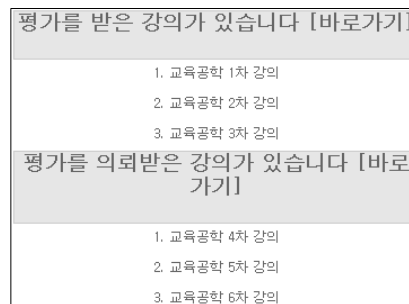 평가를 받은 강의가 있습니다 [바로가기]
1. 교육공학 1차 강의
2. 교육공학 2차 강의
3. 교육공학 3차 강의
평가를 의뢰받은 강의가 있습니다 [바로
가기]
1. 교육공학 4차 강의
2. 교육공학 5차 강의
3. 교육공학 6차 강의